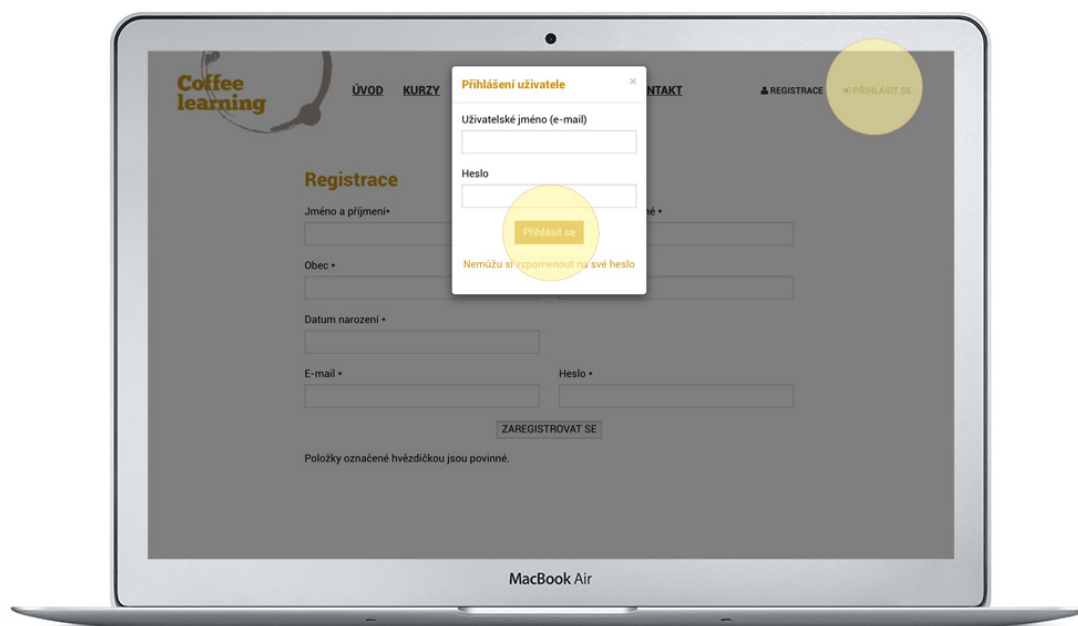 Coffee
learning
ÚVOD KURZY NTAKT REGISTRACE PŘIHLÁSIT SE
Přihlášení uživatele ×
Uživatelské jméno (e-mail)
Heslo
Přihlásit se
Nemůžu si vzpomenout na své heslo
Registrace
Jméno a příjmení* né *
Obec *
Datum narození *
E-mail * Heslo *
ZAREGISTROVAT SE
Položky označené hvězdičkou jsou povinné.
MacBook Air